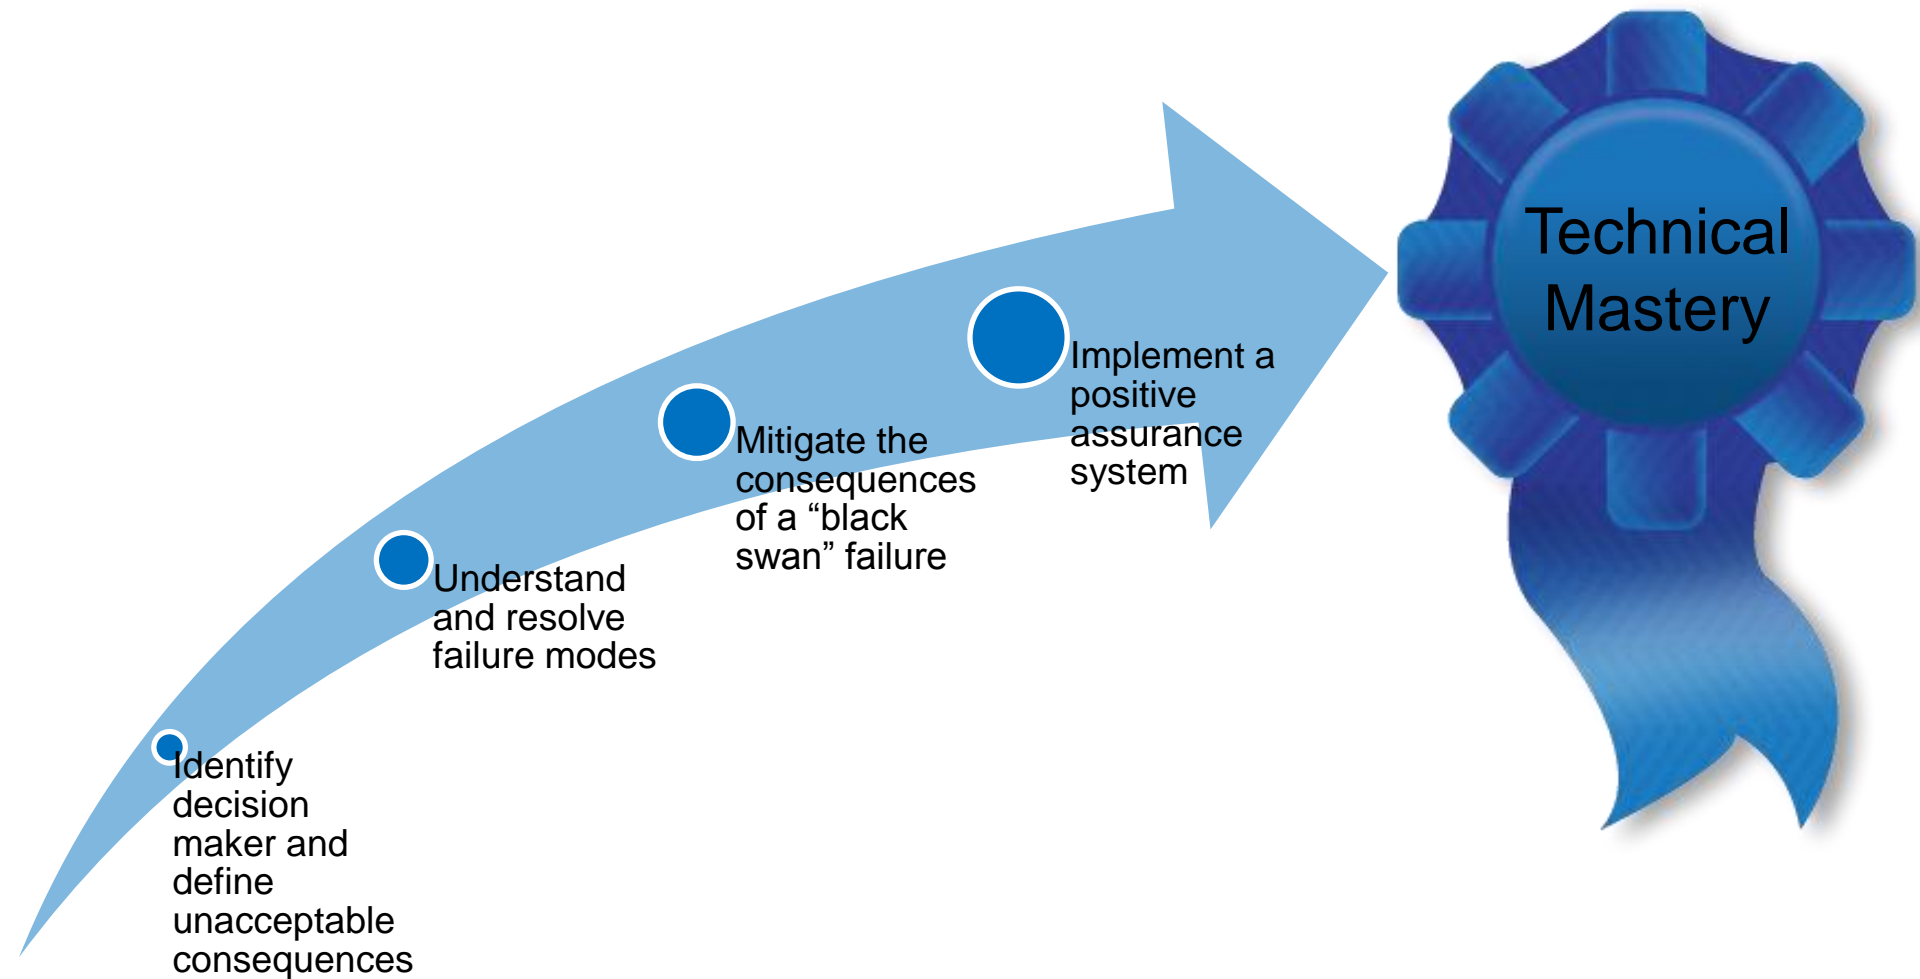 Technical
Mastery
Implement a
positive
assurance
system
Mitigate the
consequences
of a “black
swan” failure
Understand
and resolve
failure modes
Identify
decision
maker and
define
unacceptable
consequences